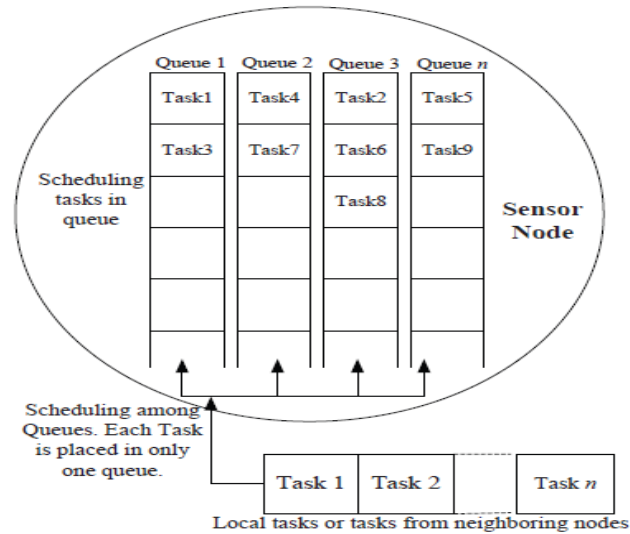 Queue 1 Queue 2 Queue 3 Queue n
Task1 Task4 Task2 Task5
Task3 Task7 Task6 Task9
Task8
Scheduling
tasks in
queue
Sensor
Node
Scheduling among
Queues. Each Task
is placed in only
one queue.
Task 1 Task 2 Task n
Local tasks or tasks from neighboring nodes